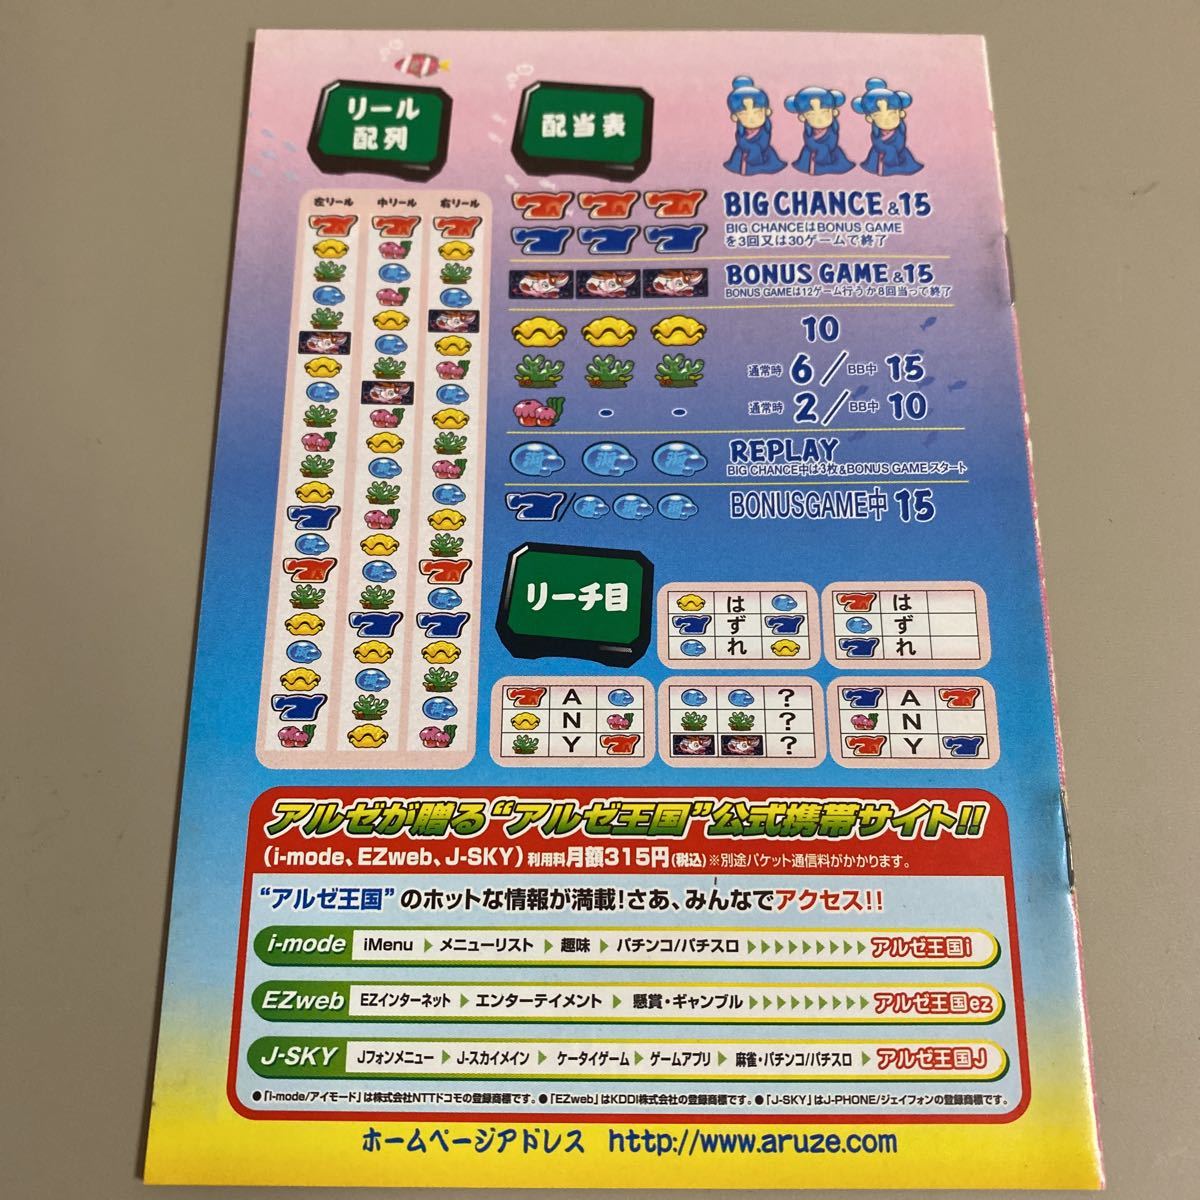 リール
配列
左リール 中リール 右リール
配当表
BIG CHANCE &15
BIG CHANCEはBONUS GAME
を3回又は30ゲームで終了
BONUS GAME &15
BONUS GAMEは12ゲーム行うか8回当って終了
10
通常時 6 / BB中 15
- - 通常時 2 / BB中 10
REPLAY
BIG CHANCE中は3枚&BONUS GAME スタート
/ BONUSGAME中 15
リーチ目
はずれ
はずれ
ANY
? ? ?
ANY
アルゼが贈る“アルゼ王国”公式携帯サイト!!
(i-mode、EZweb、J-SKY) 利用料月額315円(税込) ※別途パケット通信料がかかります。
“アルゼ王国” のホットな情報が満載!さあ、みんなでアクセス!!
i-mode iMenu ▶ メニューリスト ▶ 趣味 ▶ パチンコ/パチスロ ▶▶▶▶▶▶▶▶▶ アルゼ王国i
EZweb EZインターネット ▶ エンターテイメント ▶ 懸賞・ギャンブル ▶▶▶▶▶▶▶▶▶ アルゼ王国ez
J-SKY Jフォンメニュー ▶ J-スカイメイン ▶ ケータイゲーム ▶ ゲームアプリ ▶ 麻雀・パチンコ/パチスロ ▶ アルゼ王国J
●「i-mode/アイモード」は株式会社NTTドコモの登録商標です。●「EZweb」はKDDI株式会社の登録商標です。●「J-SKY」はJ-PHONE/ジェイフォンの登録商標です。
ホームページアドレス http://www.aruze.com